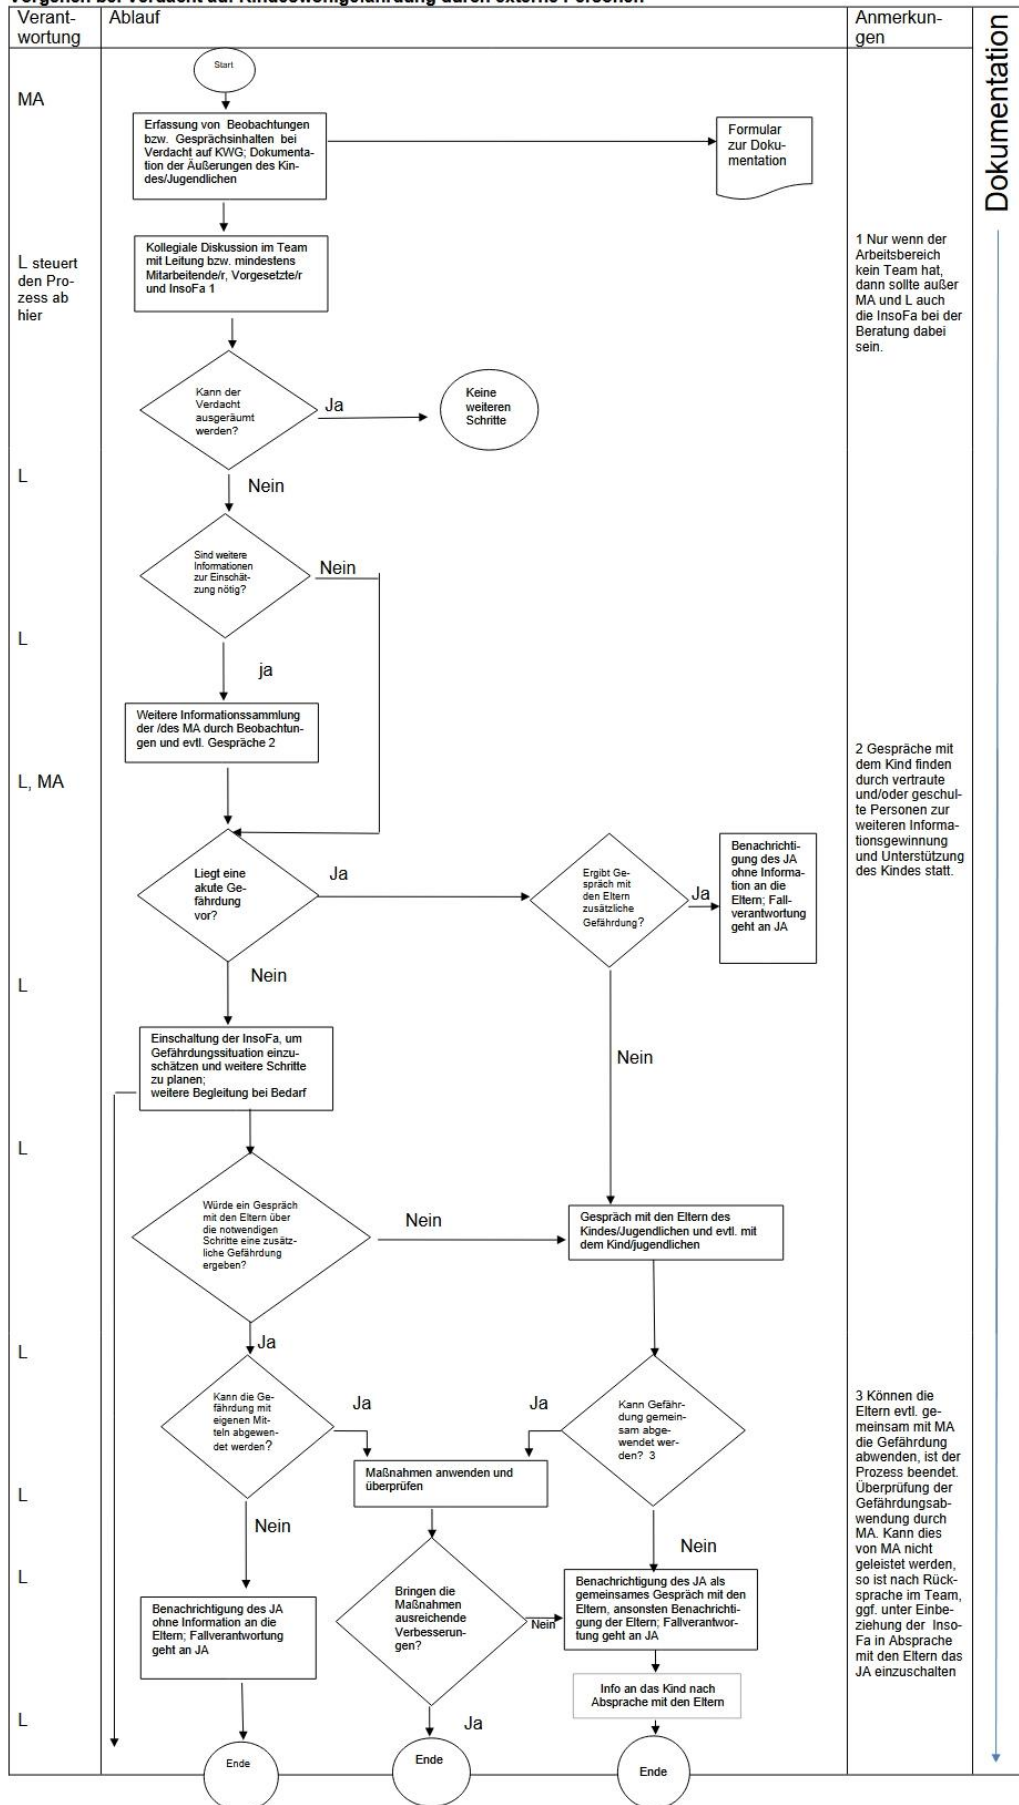 Vorgehen bei Verdacht auf Kindeswohlgefährdung durch externe Personen
Verant-
wortung
Ablauf
Anmerkun-
gen
Dokumentation
Start
MA
Erfassung von Beobachtungen
bzw. Gesprächsinhalten bei
Verdacht auf KWG; Dokumenta-
tion der Äußerungen des Kin-
des/Jugendlichen
Formular
zur Doku-
mentation
L steuert
den Pro-
zess ab
hier
Kollegiale Diskussion im Team
mit Leitung bzw. mindestens
Mitarbeitende/r, Vorgesetzte/r
und InsoFa 1
1 Nur wenn der
Arbeitsbereich
kein Team hat,
dann sollte außer
MA und L auch
die InsoFa bei der
Beratung dabei
sein.
Kann der
Verdacht
ausgeräumt
werden?
Ja
Keine
weiteren
Schritte
L
Nein
Sind weitere
Informationen
zur Einschät-
zung nötig?
Nein
L
ja
Weitere Informationssammlung
der /des MA durch Beobachtun-
gen und evtl. Gespräche 2
L, MA
2 Gespräche mit
dem Kind finden
durch vertraute
und/oder geschul-
te Personen zur
weiteren Informa-
tionsgewinnung
und Unterstützung
des Kindes statt.
Liegt eine
akute Ge-
fährdung
vor?
Ja
Ergibt Ge-
spräch mit
den Eltern
zusätzliche
Gefährdung?
Ja
Benachrichti-
gung des JA
ohne Informa-
tion an die
Eltern; Fall-
verantwortung
geht an JA
L
Nein
Nein
Einschaltung der InsoFa, um
Gefährdungssituation einzu-
schätzen und weitere Schritte
zu planen;
weitere Begleitung bei Bedarf
L
Würde ein Gespräch
mit den Eltern über
die notwendigen
Schritte eine zusätz-
liche Gefährdung
ergeben?
Nein
Gespräch mit den Eltern des
Kindes/Jugendlichen und evtl. mit
dem Kind/jugendlichen
L
Ja
Kann die Ge-
fährdung mit
eigenen Mit-
teln abgewen-
det werden?
Ja
Ja
Kann Gefähr-
dung gemein-
sam abge-
wendet wer-
den? 3
3 Können die
Eltern evtl. ge-
meinsam mit MA
die Gefährdung
abwenden, ist der
Prozess beendet.
Überprüfung der
Gefährdungsab-
wendung durch
MA. Kann dies
von MA nicht
geleistet werden,
so ist nach Rück-
sprache im Team,
ggf. unter Einbe-
ziehung der Inso-
Fa in Absprache
mit den Eltern das
JA einzuschalten
Maßnahmen anwenden und
überprüfen
L
Nein
Nein
L
Benachrichtigung des JA
ohne Information an die
Eltern; Fallverantwortung
geht an JA
Bringen die
Maßnahmen
ausreichende
Verbesserun-
gen?
Nein
Benachrichtigung des JA als
gemeinsames Gespräch mit den
Eltern, ansonsten Benachrichti-
gung der Eltern; Fallverantwor-
tung geht an JA
Info an das Kind nach
Absprache mit den Eltern
L
Ja
Ende
Ende
Ende